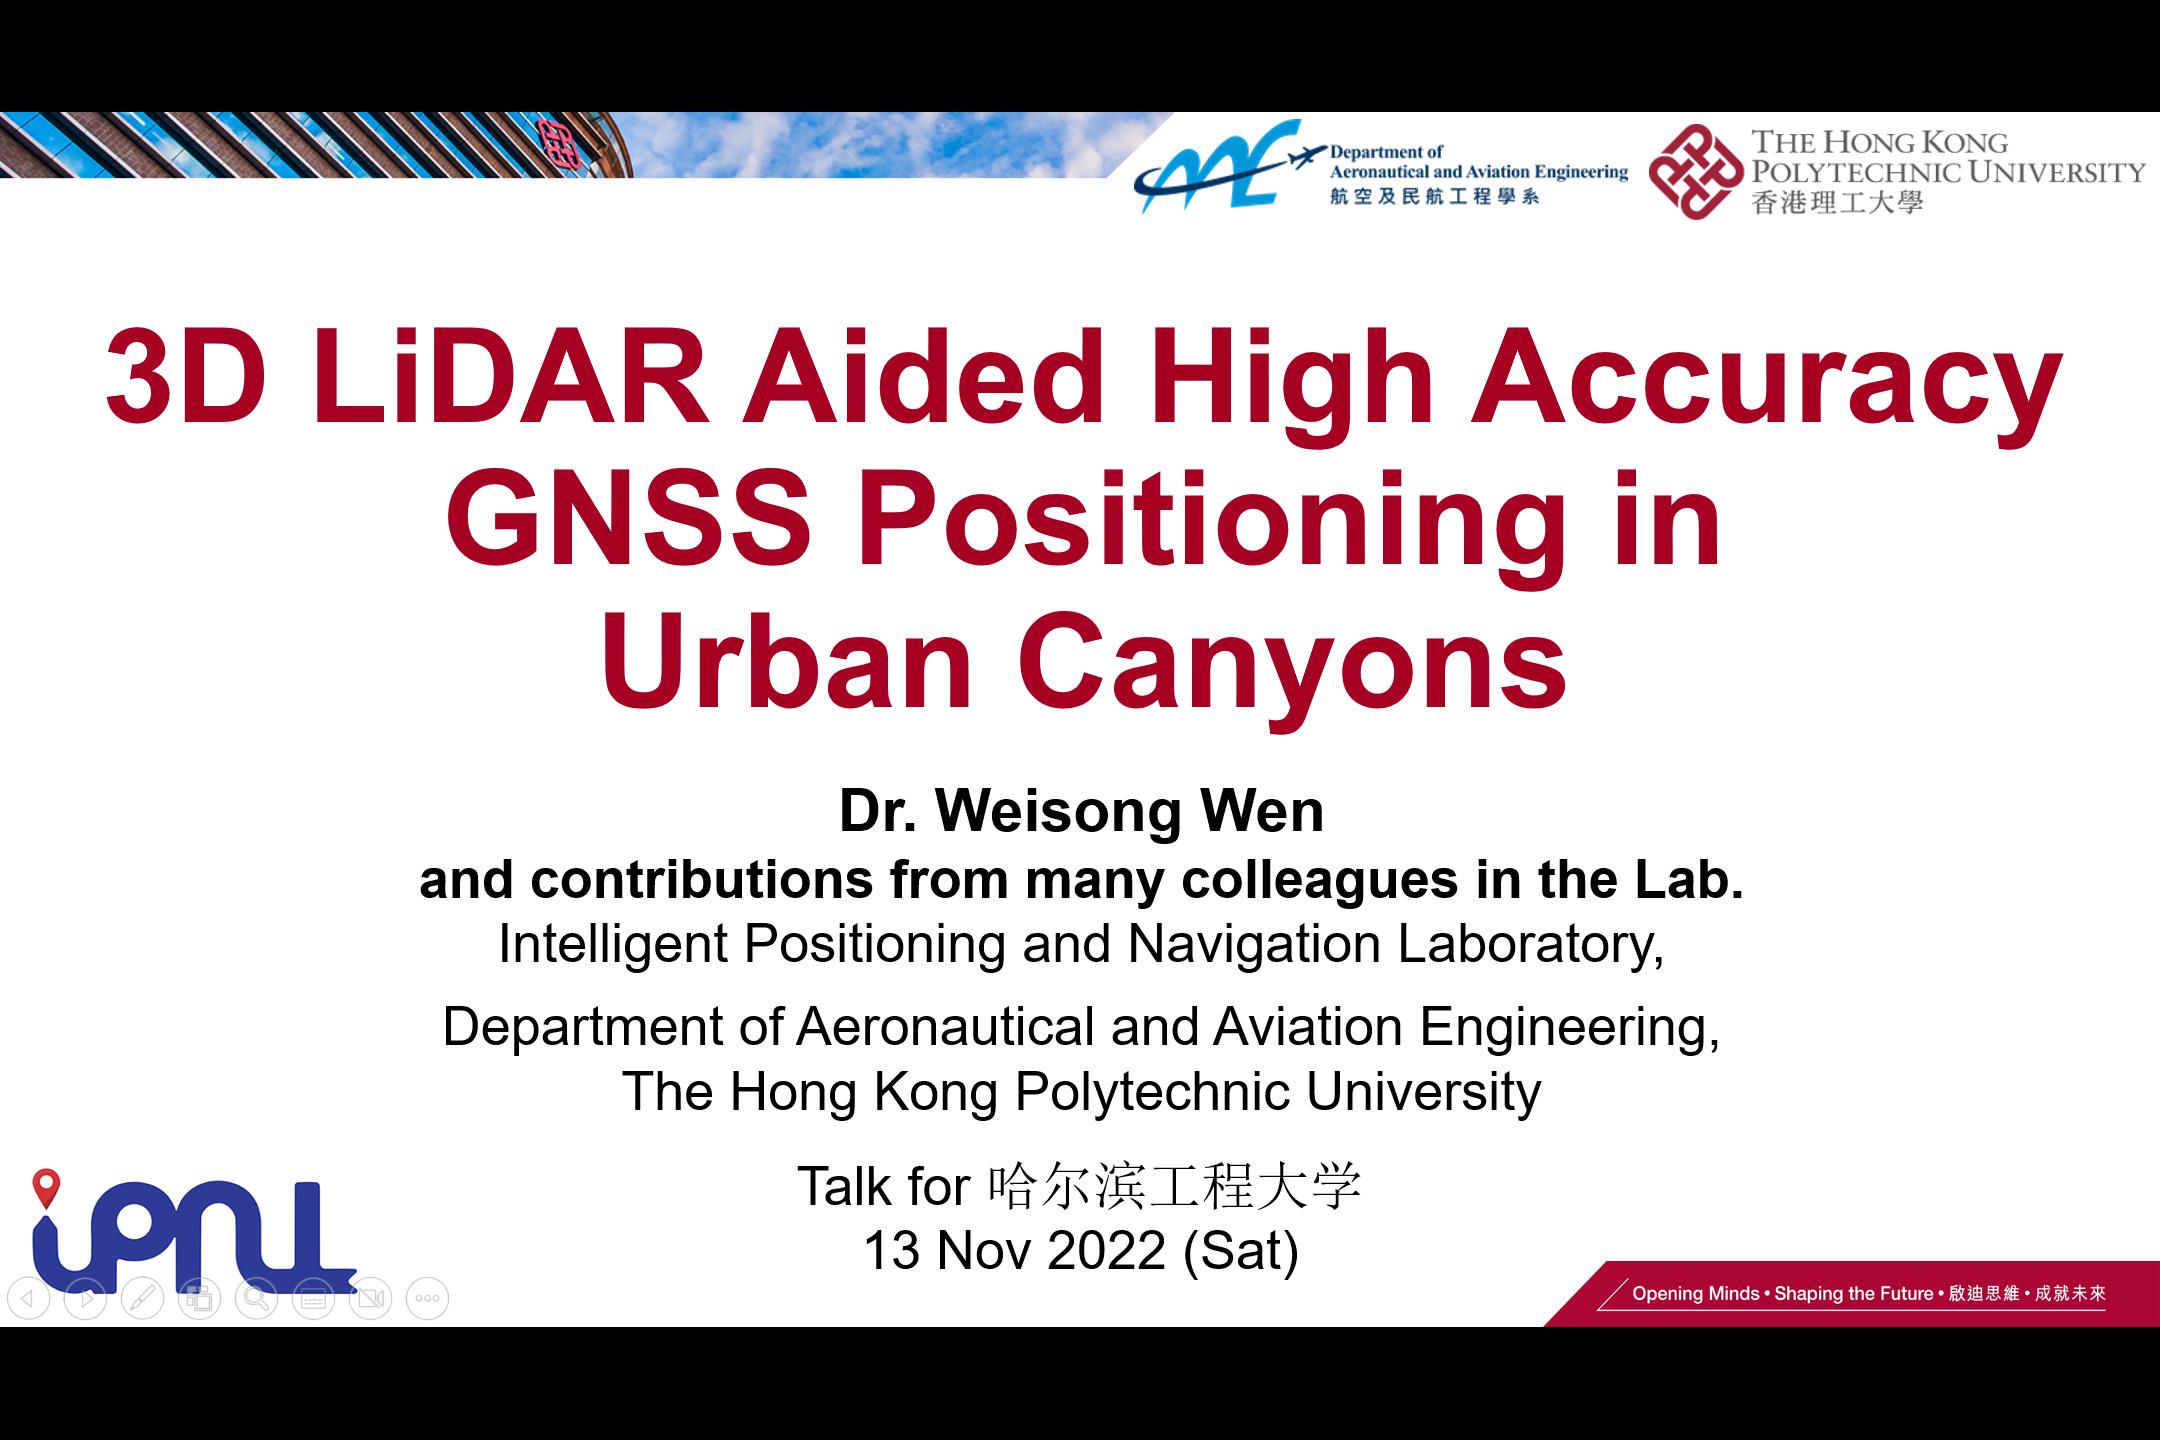 Department of
Aeronautical and Aviation Engineering
航空及民航工程學系
THE HONG KONG
POLYTECHNIC UNIVERSITY
香港理工大學
3D LiDAR Aided High Accuracy
GNSS Positioning in
Urban Canyons
Dr. Weisong Wen
and contributions from many colleagues in the Lab.
Intelligent Positioning and Navigation Laboratory,
Department of Aeronautical and Aviation Engineering,
The Hong Kong Polytechnic University
Talk for 哈尔滨工程大学
13 Nov 2022 (Sat)
ipnl
Opening Minds • Shaping the Future • 啟迪思維 • 成就未來